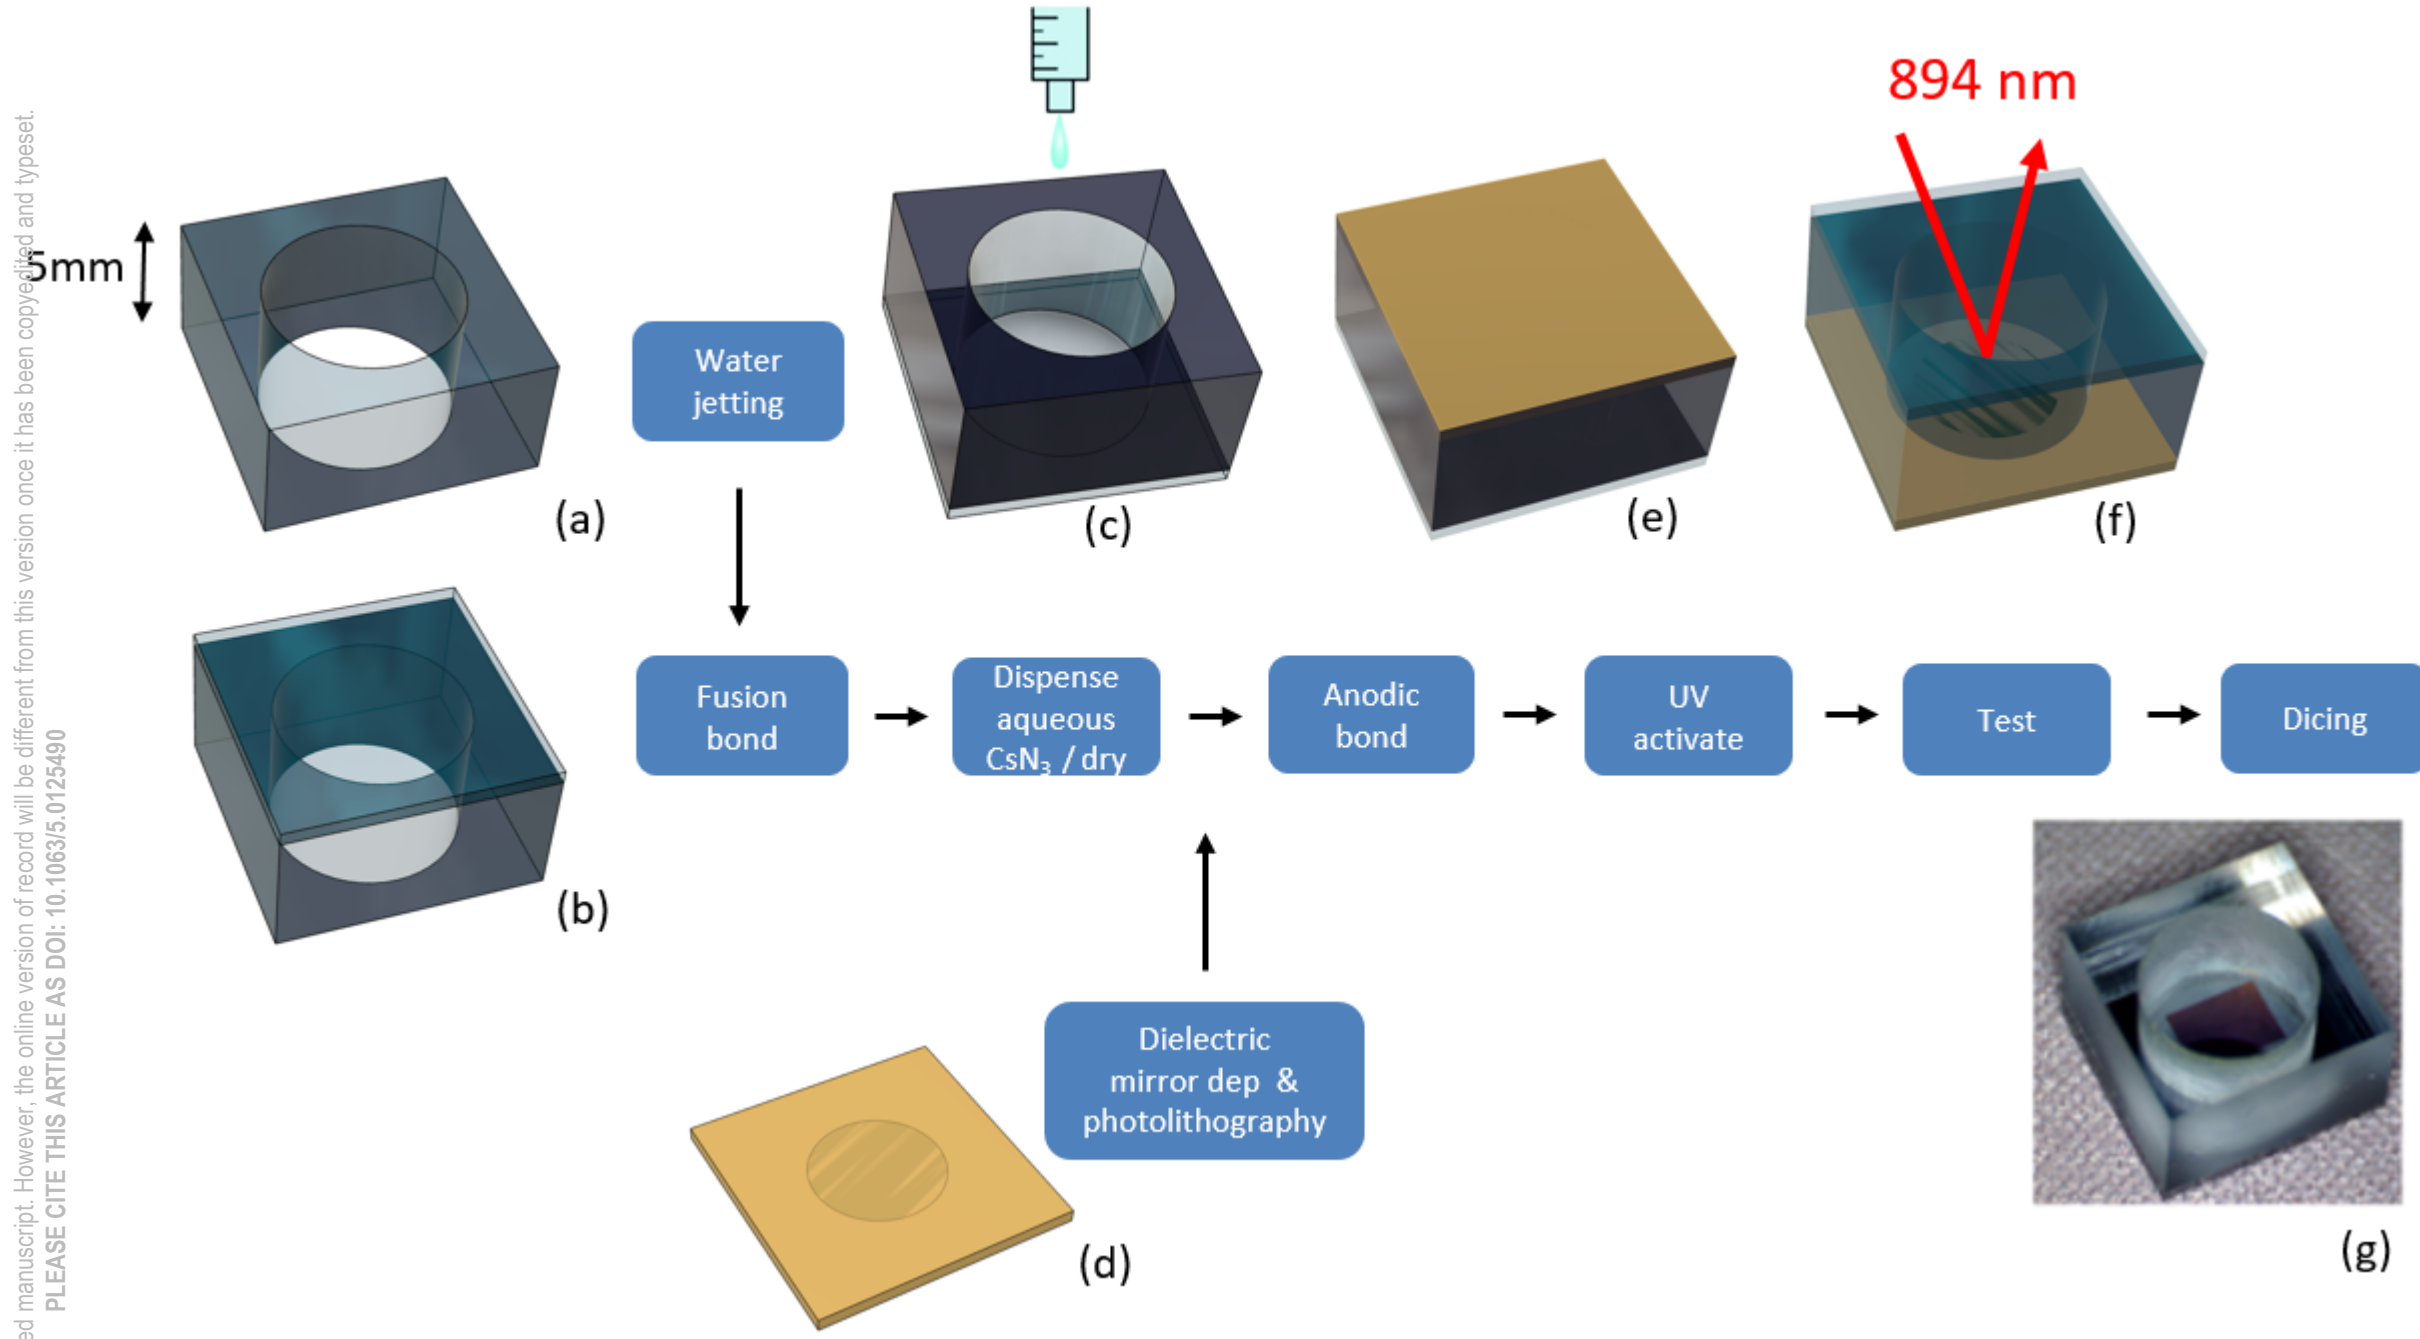 ed manuscript. However, the online version of record will be different from this version once it has been copyedited and typeset.
PLEASE CITE THIS ARTICLE AS DOI: 10.1063/5.0125490
5mm
(a)
Water
jetting
(c)
(e)
894 nm
(f)
(b)
Fusion
bond
Dispense
aqueous
CsN₃ / dry
Anodic
bond
UV
activate
Test
Dicing
Dielectric
mirror dep &
photolithography
(d)
(g)